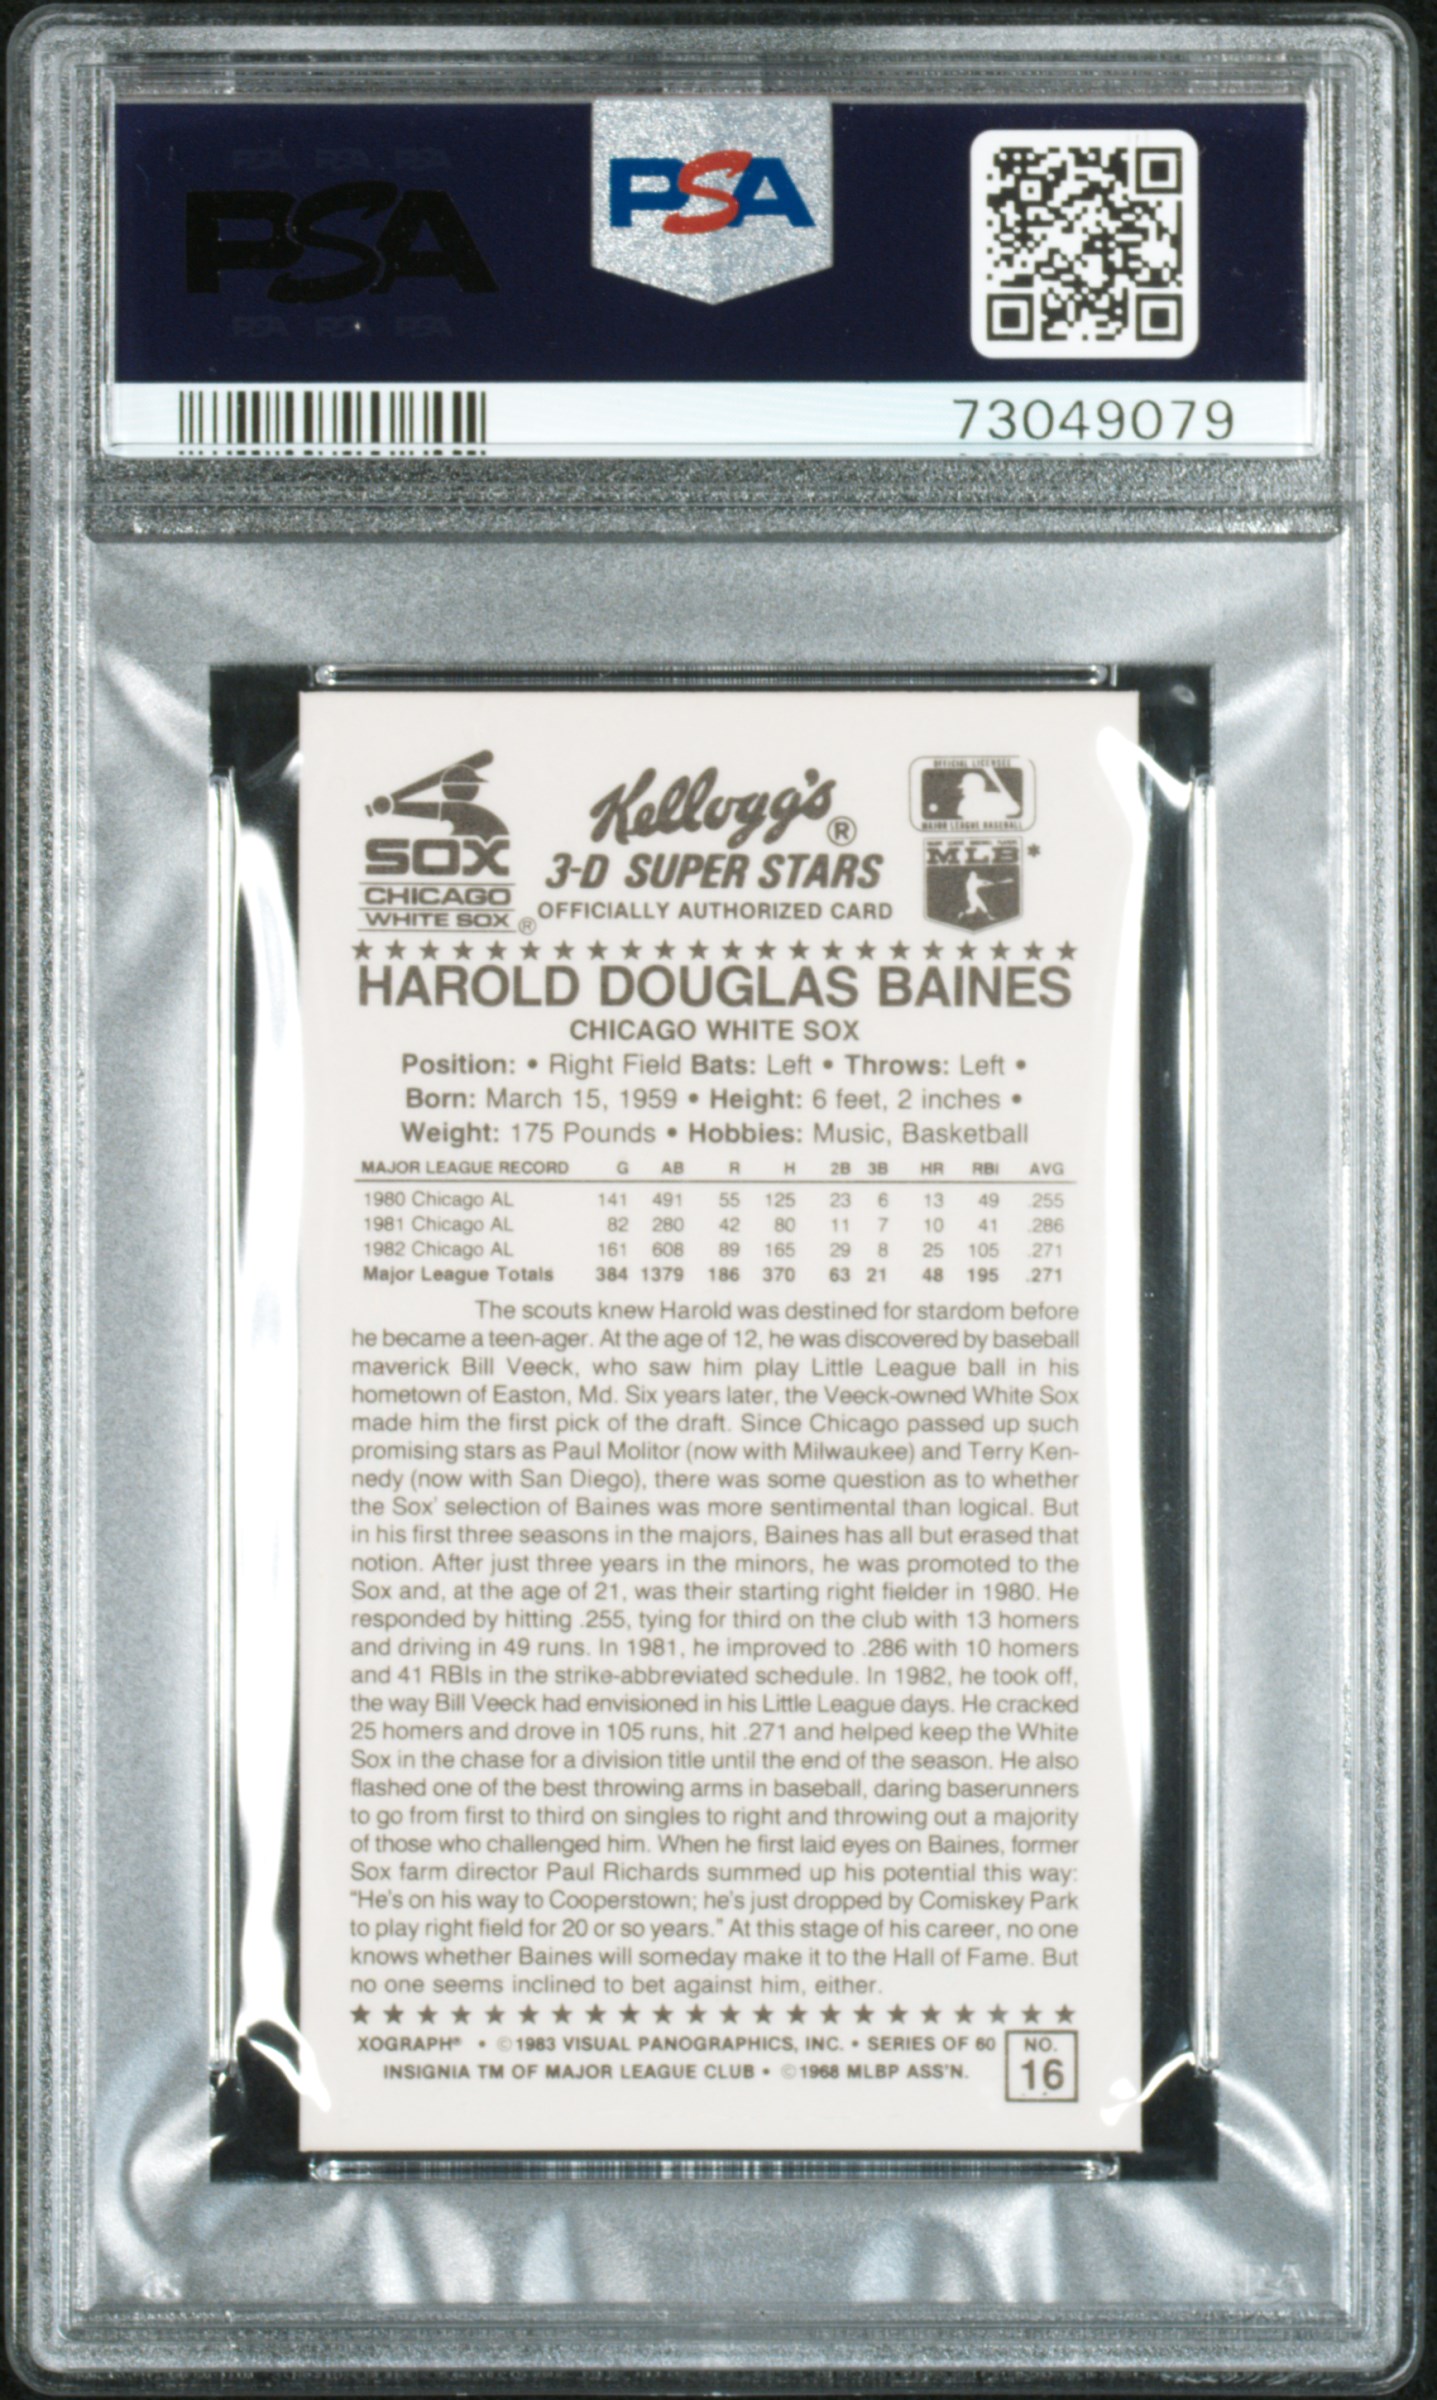 PSA
PSA
73049079
SOX
CHICAGO
WHITE SOX ®
Kellogg's®
3-D SUPER STARS
OFFICIALLY AUTHORIZED CARD
OFFICIAL LICENSEE
MAJOR LEAGUE BASEBALL
MLB*
★★★★★★★★★★★★★★★★★★★★★★
HAROLD DOUGLAS BAINES
CHICAGO WHITE SOX
Position: • Right Field Bats: Left • Throws: Left •
Born: March 15, 1959 • Height: 6 feet, 2 inches •
Weight: 175 Pounds • Hobbies: Music, Basketball
MAJOR LEAGUE RECORD G AB R H 2B 3B HR RBI AVG
1980 Chicago AL 141 491 55 125 23 6 13 49 .255
1981 Chicago AL 82 280 42 80 11 7 10 41 .286
1982 Chicago AL 161 608 89 165 29 8 25 105 .271
Major League Totals 384 1379 186 370 63 21 48 195 .271
The scouts knew Harold was destined for stardom before
he became a teen-ager. At the age of 12, he was discovered by baseball
maverick Bill Veeck, who saw him play Little League ball in his
hometown of Easton, Md. Six years later, the Veeck-owned White Sox
made him the first pick of the draft. Since Chicago passed up such
promising stars as Paul Molitor (now with Milwaukee) and Terry Ken-
nedy (now with San Diego), there was some question as to whether
the Sox' selection of Baines was more sentimental than logical. But
in his first three seasons in the majors, Baines has all but erased that
notion. After just three years in the minors, he was promoted to the
Sox and, at the age of 21, was their starting right fielder in 1980. He
responded by hitting .255, tying for third on the club with 13 homers
and driving in 49 runs. In 1981, he improved to .286 with 10 homers
and 41 RBIs in the strike-abbreviated schedule. In 1982, he took off,
the way Bill Veeck had envisioned in his Little League days. He cracked
25 homers and drove in 105 runs, hit .271 and helped keep the White
Sox in the chase for a division title until the end of the season. He also
flashed one of the best throwing arms in baseball, daring baserunners
to go from first to third on singles to right and throwing out a majority
of those who challenged him. When he first laid eyes on Baines, former
Sox farm director Paul Richards summed up his potential this way:
"He's on his way to Cooperstown; he's just dropped by Comiskey Park
to play right field for 20 or so years." At this stage of his career, no one
knows whether Baines will someday make it to the Hall of Fame. But
no one seems inclined to bet against him, either.
★★★★★★★★★★★★★★★★★★★★★★
XOGRAPH® • ©1983 VISUAL PANOGRAPHICS, INC. • SERIES OF 60
INSIGNIA TM OF MAJOR LEAGUE CLUB • ©1968 MLBP ASS'N.
NO.
16